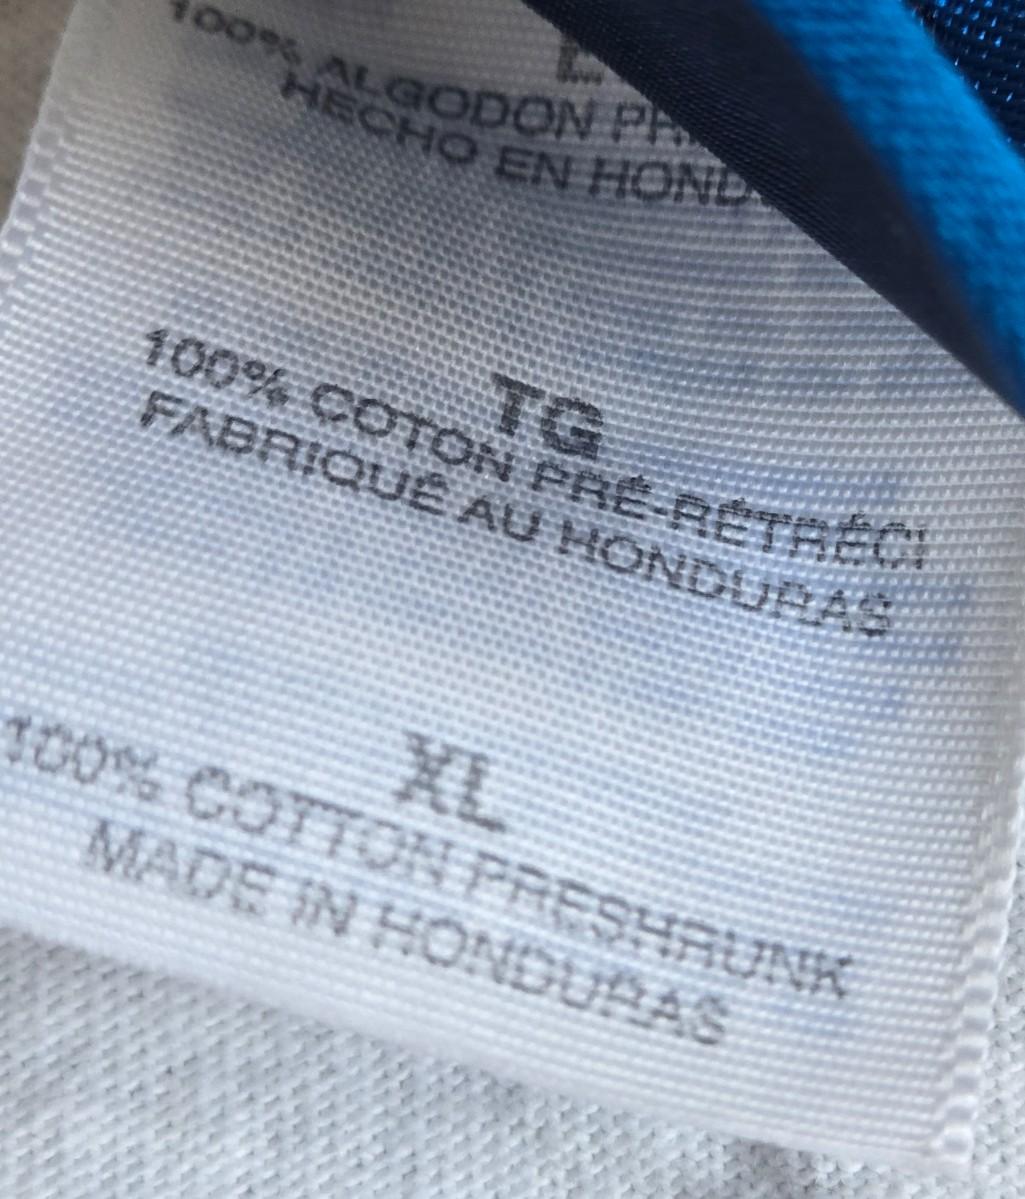 100% ALGODON
HECHO EN
TG
100% COTON PRÉ-RÉTRÉCI
FABRIQUÉ AU HONDURAS
XL
100% COTTON PRESHRUNK
MADE IN HONDURAS